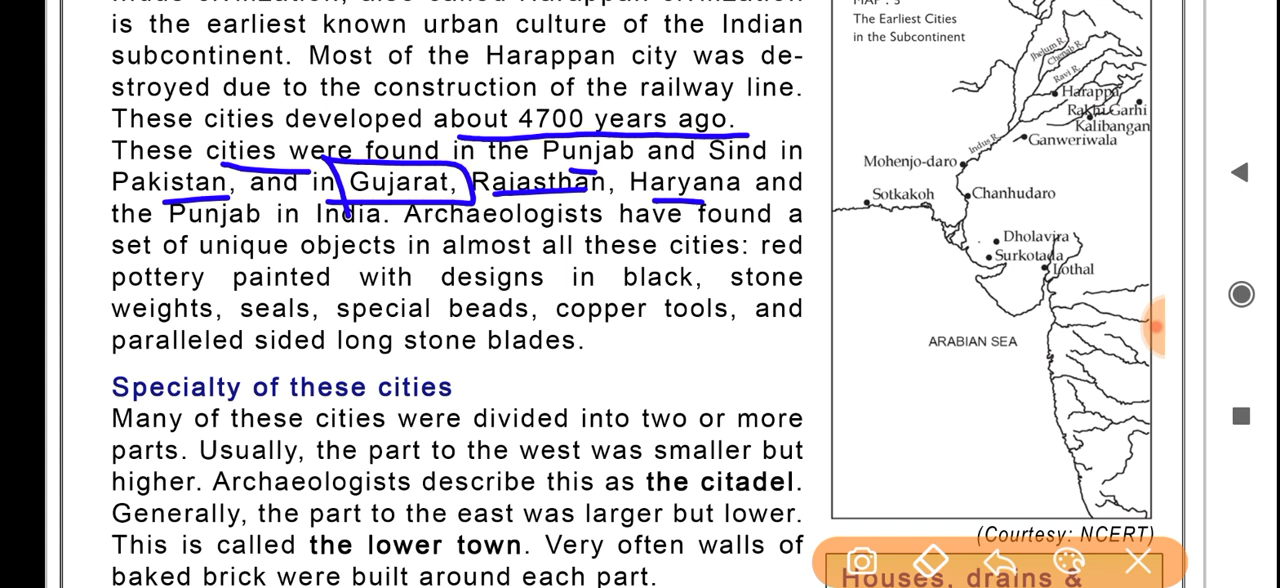 is the earliest known urban culture of the Indian
subcontinent. Most of the Harappan city was de-
stroyed due to the construction of the railway line.
These cities developed about 4700 years ago.
These cities were found in the Punjab and Sind in
Pakistan, and in Gujarat, Rajasthan, Haryana and
the Punjab in India. Archaeologists have found a
set of unique objects in almost all these cities: red
pottery painted with designs in black, stone
weights, seals, special beads, copper tools, and
paralleled sided long stone blades.
Specialty of these cities
Many of these cities were divided into two or more
parts. Usually, the part to the west was smaller but
higher. Archaeologists describe this as the citadel.
Generally, the part to the east was larger but lower.
This is called the lower town. Very often walls of
baked brick were built around each part.
The Earliest Cities
in the Subcontinent
Jhelum R.
Chenab R.
Ravi R.
Harappa
Rakhi Garhi
Kalibangan
Ganweriwala
Indus R.
Mohenjo-daro
Sotkakoh
Chanhudaro
Dholavira
Surkotada
Lothal
ARABIAN SEA
(Courtesy: NCERT)
Houses, drains &